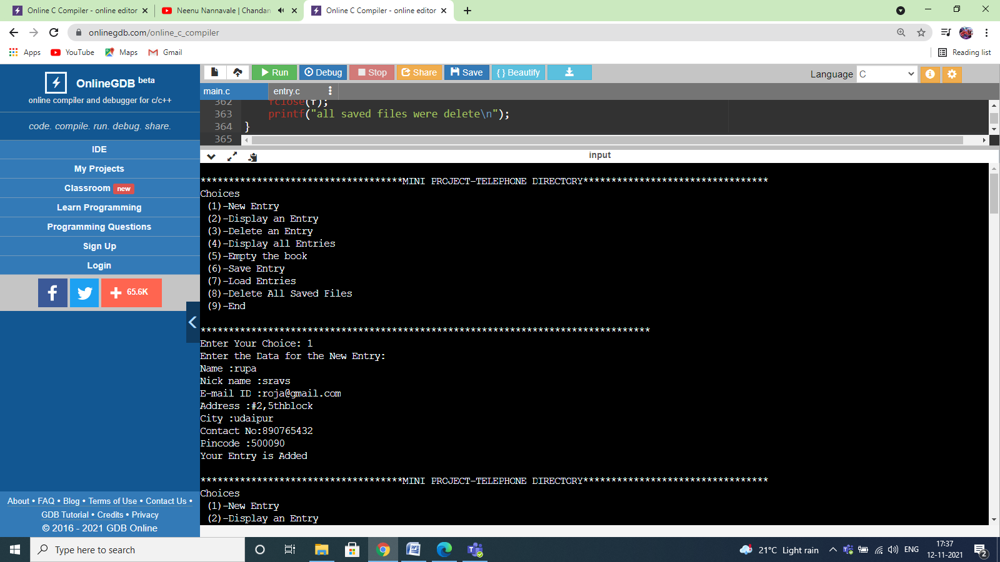 Online C Compiler - online editor
Neenu Nannavale | Chandan
Online C Compiler - online editor
onlinegdb.com/online_c_compiler
Apps YouTube Maps Gmail Reading list
OnlineGDB beta
online compiler and debugger for c/c++
code. compile. run. debug. share.
IDE
My Projects
Classroom new
Learn Programming
Programming Questions
Sign Up
Login
f + 65.6K
About • FAQ • Blog • Terms of Use • Contact Us •
GDB Tutorial • Credits • Privacy
© 2016 - 2021 GDB Online
Run Debug Stop Share Save { } Beautify Language C
main.c entry.c
362 fclose(f);
363 printf("all saved files were delete\n");
364 }
365
input
************************************MINI PROJECT-TELEPHONE DIRECTORY*********************************
Choices
(1)-New Entry
(2)-Display an Entry
(3)-Delete an Entry
(4)-Display all Entries
(5)-Empty the book
(6)-Save Entry
(7)-Load Entries
(8)-Delete All Saved Files
(9)-End
********************************************************************************
Enter Your Choice: 1
Enter the Data for the New Entry:
Name :rupa
Nick name :sravs
E-mail ID :roja@gmail.com
Address :#2,5thblock
City :udaipur
Contact No:890765432
Pincode :500090
Your Entry is Added
************************************MINI PROJECT-TELEPHONE DIRECTORY*********************************
Choices
(1)-New Entry
(2)-Display an Entry
Type here to search
21°C Light rain
ENG
17:37
12-11-2021
2